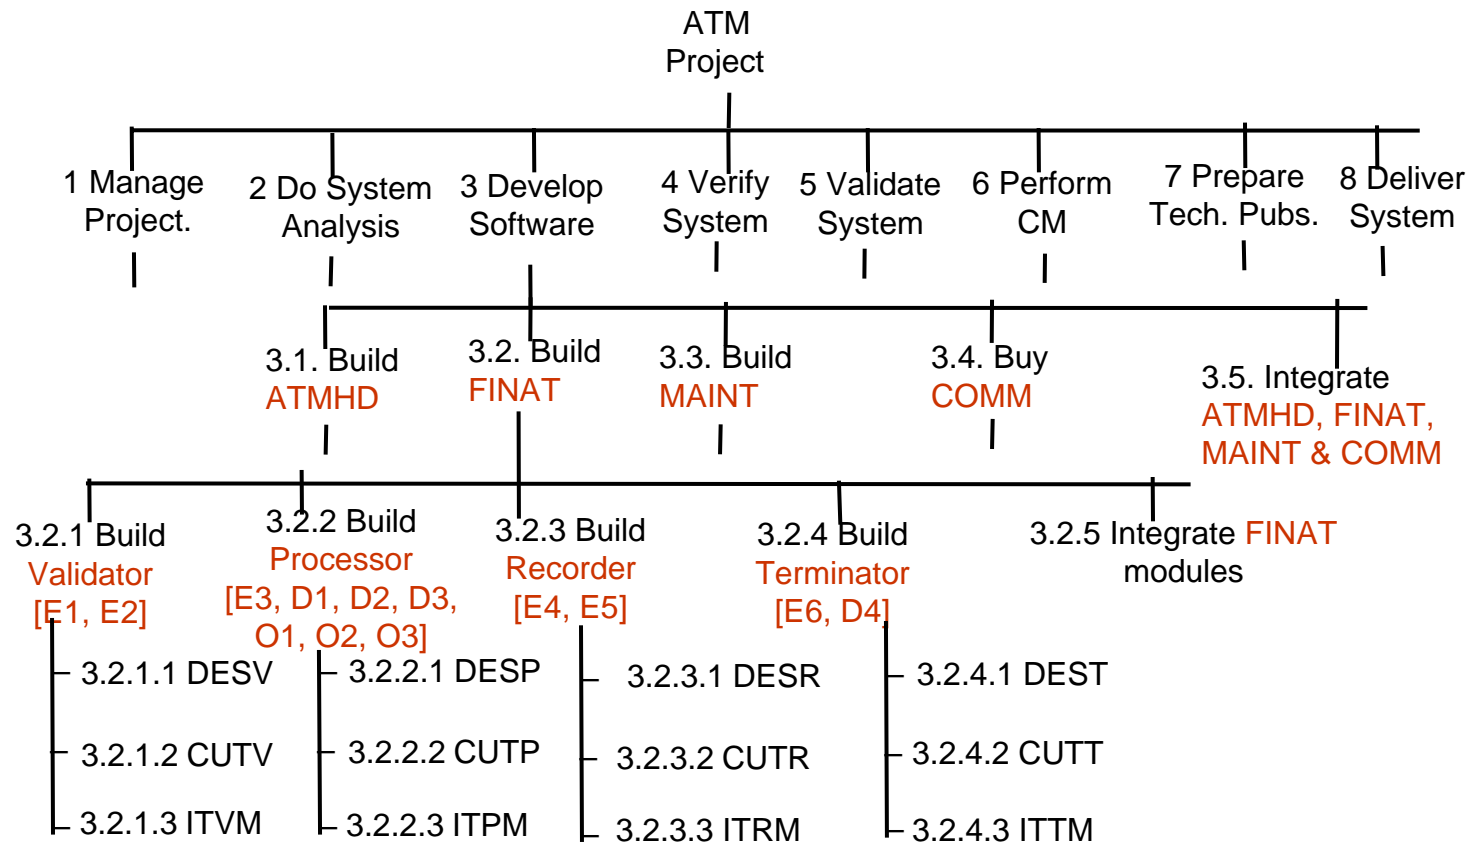 ATM
Project
1 Manage
Project.
2 Do System
Analysis
3 Develop
Software
4 Verify
System
5 Validate
System
6 Perform
CM
7 Prepare
Tech. Pubs.
8 Deliver
System
3.1. Build
ATMHD
3.2. Build
FINAT
3.3. Build
MAINT
3.4. Buy
COMM
3.5. Integrate
ATMHD, FINAT,
MAINT & COMM
3.2.1 Build
Validator
[E1, E2]
3.2.2 Build
Processor
[E3, D1, D2, D3,
O1, O2, O3]
3.2.3 Build
Recorder
[E4, E5]
3.2.4 Build
Terminator
[E6, D4]
3.2.5 Integrate FINAT
modules
3.2.1.1 DESV
3.2.1.2 CUTV
3.2.1.3 ITVM
3.2.2.1 DESP
3.2.2.2 CUTP
3.2.2.3 ITPM
3.2.3.1 DESR
3.2.3.2 CUTR
3.2.3.3 ITRM
3.2.4.1 DEST
3.2.4.2 CUTT
3.2.4.3 ITTM